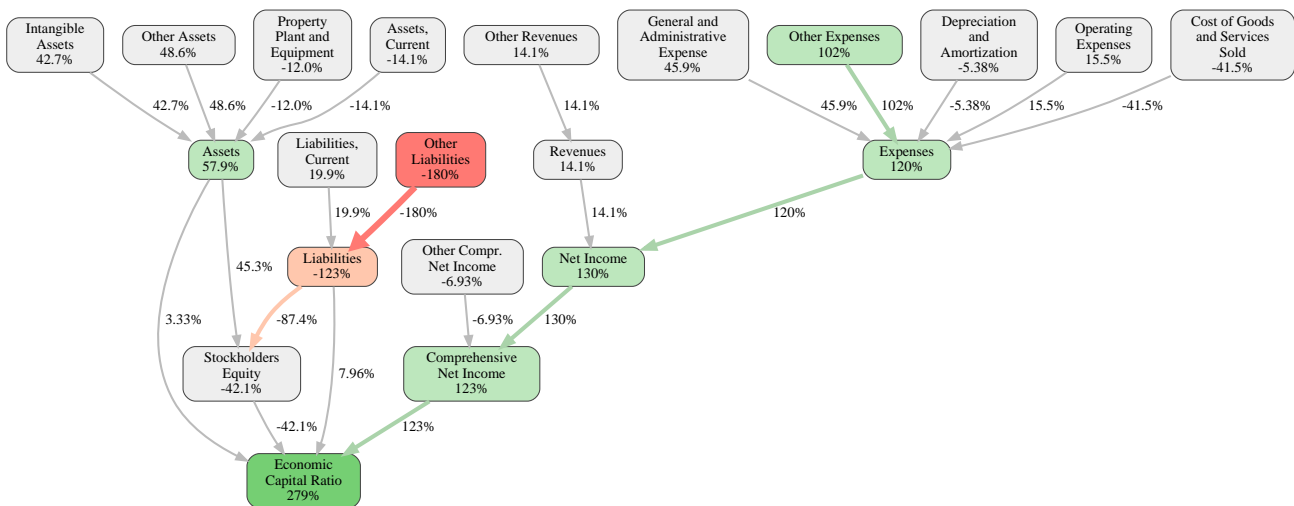 Intangible
Assets
42.7%
Other Assets
48.6%
Property
Plant and
Equipment
-12.0%
Assets,
Current
-14.1%
Other Revenues
14.1%
General and
Administrative
Expense
45.9%
Other Expenses
102%
Depreciation
and
Amortization
-5.38%
Operating
Expenses
15.5%
Cost of Goods
and Services
Sold
-41.5%
42.7%
48.6%
-12.0%
-14.1%
14.1%
45.9%
102%
-5.38%
15.5%
-41.5%
Assets
57.9%
Liabilities,
Current
19.9%
Other
Liabilities
-180%
Revenues
14.1%
Expenses
120%
19.9%
-180%
14.1%
120%
45.3%
Liabilities
-123%
Other Compr.
Net Income
-6.93%
Net Income
130%
3.33%
-87.4%
-6.93%
130%
Stockholders
Equity
-42.1%
7.96%
Comprehensive
Net Income
123%
-42.1%
123%
Economic
Capital Ratio
279%